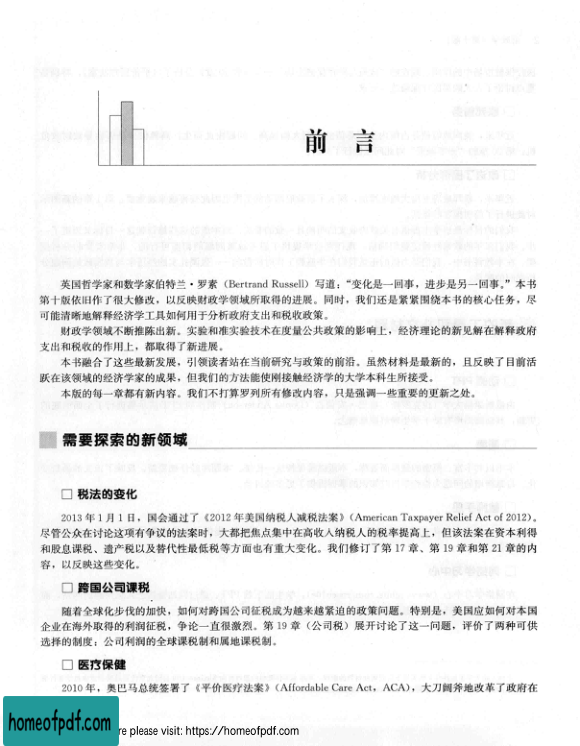 前 言
英国哲学家和数学家伯特兰·罗素（Bertrand Russell）写道：“变化是一回事，进步是另一回事。”本书
第十版依旧作了很大修改，以反映财政学领域所取得的进展。同时，我们还是紧紧围绕本书的核心任务，尽
可能清晰地解释经济学工具如何用于分析政府支出和税收政策。
财政学领域不断推陈出新。实验和准实验技术在度量公共政策的影响上，经济理论的新见解在解释政府
支出和税收的作用上，都取得了新进展。
本书融合了这些最新发展，引领读者站在当前研究与政策的前沿。虽然材料是最新的，且反映了目前活
跃在该领域的经济学家的成果，但我们的方法能使刚接触经济学的大学本科生所接受。
本版的每一章都有新内容。我们不打算罗列所有修改内容，只是强调一些重要的更新之处。
需要探索的新领域
□ 税法的变化
2013年1月1日，国会通过了《2012年美国纳税人减税法案》（American Taxpayer Relief Act of 2012）。
尽管公众在讨论这项有争议的法案时，大都把焦点集中在高收入纳税人的税率提高上，但该法案在资本利得
和股息课税、遗产税以及替代性最低税等方面也有重大变化。我们修订了第17章、第19章和第21章的内
容，以反映这些变化。
□ 跨国公司课税
随着全球化步伐的加快，如何对跨国公司征税成为越来越紧迫的政策问题。特别是，美国应如何对本国
企业在海外取得的利润征税，争论一直很激烈。第19章（公司税）展开讨论了这一问题，评价了两种可供
选择的制度：公司利润的全球课税制和属地课税制。
□ 医疗保健
2010年，奥巴马总统签署了《平价医疗法案》（Affordable Care Act，ACA），大刀阔斧地改革了政府在
homeofpdf.com
re please visit: https://homeofpdf.com